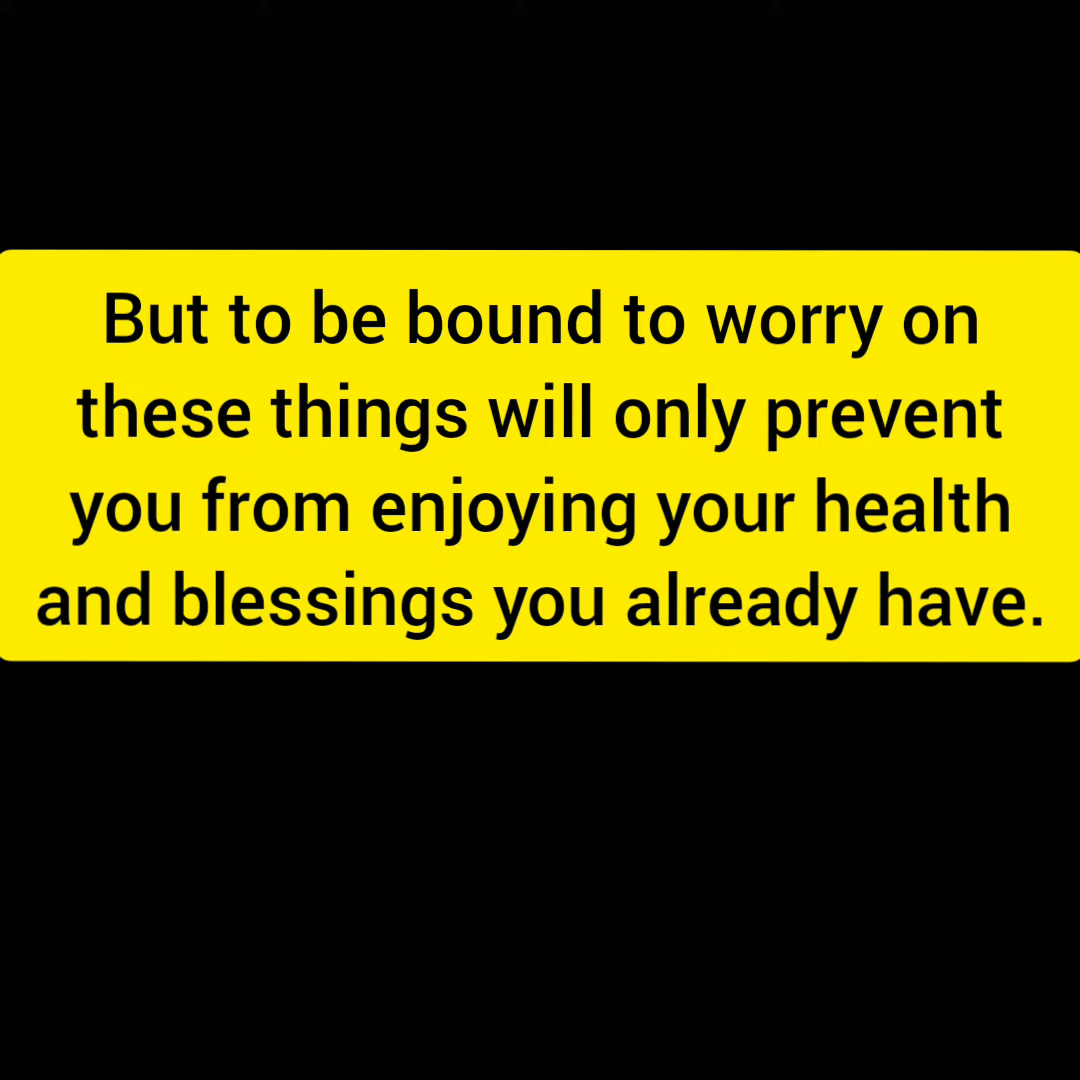 But to be bound to worry on
these things will only prevent
you from enjoying your health
and blessings you already have.